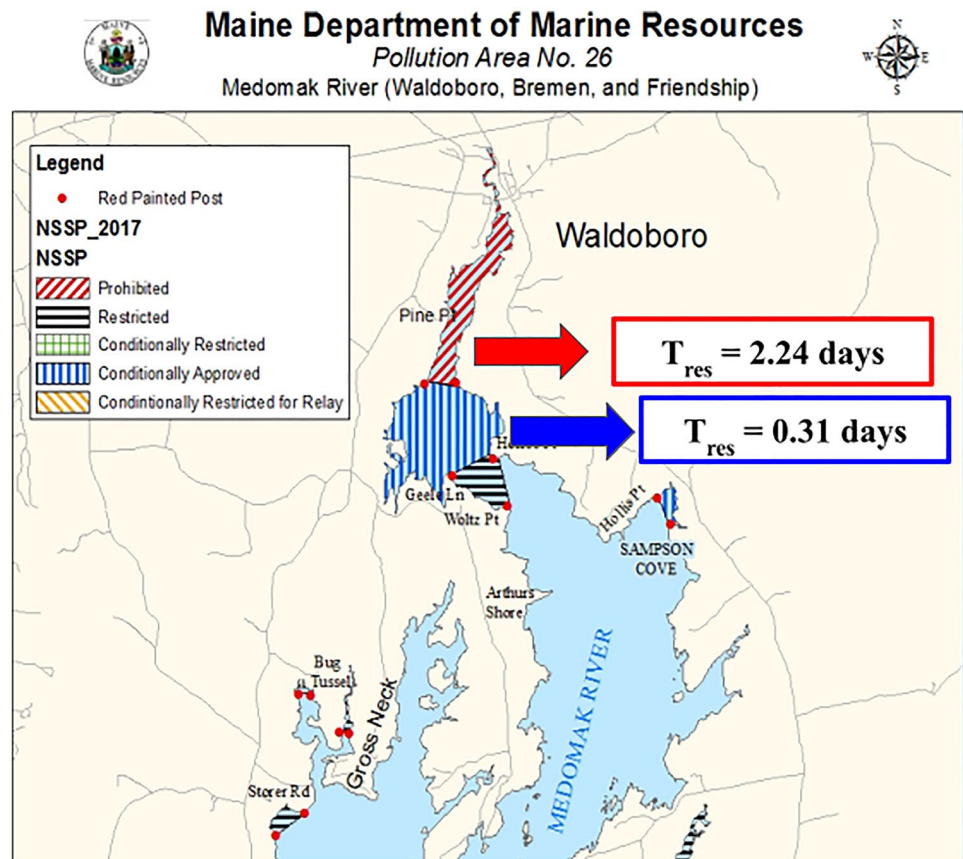 Maine Department of Marine Resources
Pollution Area No. 26
Medomak River (Waldoboro, Bremen, and Friendship)
N
W
E
S
Legend
Red Painted Post
NSSP_2017
NSSP
Prohibited
Restricted
Conditionally Restricted
Conditionally Approved
Condintionally Restricted for Relay
Waldoboro
Pine Pt
Tres = 2.24 days
Tres = 0.31 days
Geele Ln
Woltz Pt
Hollis Pt
SAMPSON
COVE
Arthurs
Shore
Bug
Tussel
Gross Neck
MEDOMAK RIVER
Storer Rd